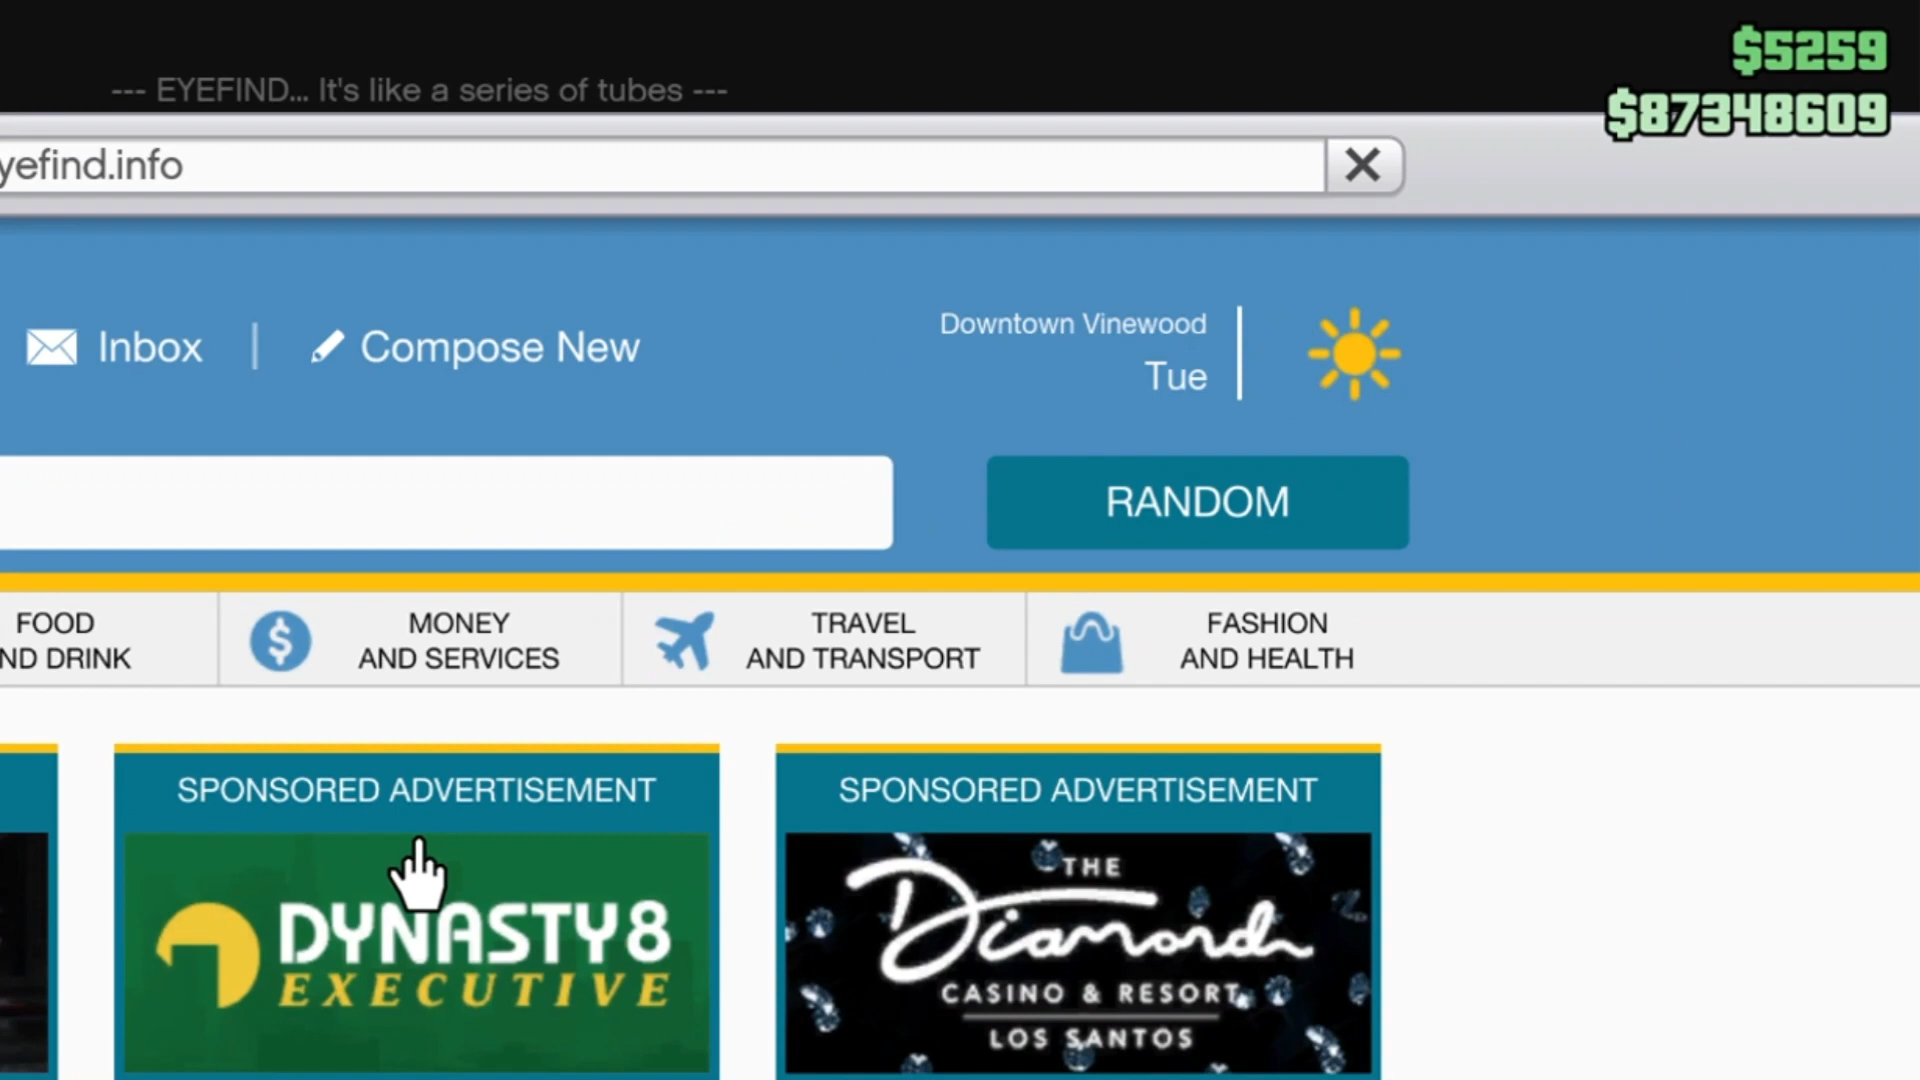 --- EYEFIND... It's like a series of tubes ---
$5259
$87348609
yefind.info
Inbox
Compose New
Downtown Vinewood
Tue
RANDOM
FOOD
ND DRINK
MONEY
AND SERVICES
TRAVEL
AND TRANSPORT
FASHION
AND HEALTH
SPONSORED ADVERTISEMENT
DYNASTY8
EXECUTIVE
SPONSORED ADVERTISEMENT
THE
Diamond
CASINO & RESORT
LOS SANTOS